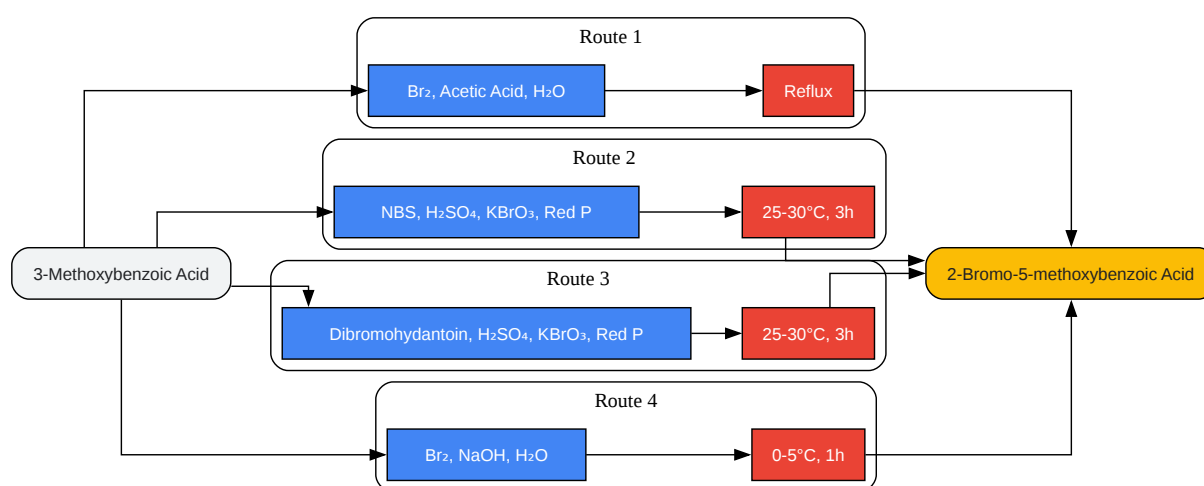 Route 1
Br₂, Acetic Acid, H₂O
Reflux
Route 2
NBS, H₂SO₄, KBrO₃, Red P
25-30°C, 3h
3-Methoxybenzoic Acid
2-Bromo-5-methoxybenzoic Acid
Route 3
Dibromohydantoin, H₂SO₄, KBrO₃, Red P
25-30°C, 3h
Route 4
Br₂, NaOH, H₂O
0-5°C, 1h